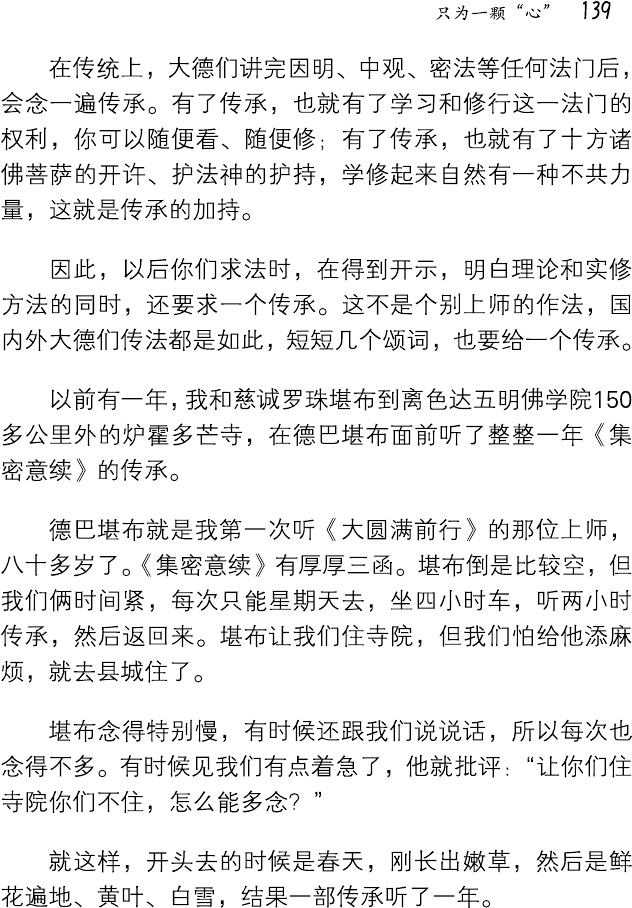 只为一颗“心” 139
在传统上，大德们讲完因明、中观、密法等任何法门后，
会念一遍传承。有了传承，也就有了学习和修行这一法门的
权利，你可以随便看、随便修；有了传承，也就有了十方诸
佛菩萨的开许、护法神的护持，学修起来自然有一种不共力
量，这就是传承的加持。
因此，以后你们求法时，在得到开示，明白理论和实修
方法的同时，还要求一个传承。这不是个别上师的作法，国
内外大德们传法都是如此，短短几个颂词，也要给一个传承。
以前有一年，我和慈诚罗珠堪布到离色达五明佛学院150
多公里外的炉霍多芒寺，在德巴堪布面前听了整整一年《集
密意续》的传承。
德巴堪布就是我第一次听《大圆满前行》的那位上师，
八十多岁了。《集密意续》有厚厚三函。堪布倒是比较空，但
我们俩时间紧，每次只能星期天去，坐四小时车，听两小时
传承，然后返回来。堪布让我们住寺院，但我们怕给他添麻
烦，就去县城住了。
堪布念得特别慢，有时候还跟我们说说话，所以每次也
念得不多。有时候见我们有点着急了，他就批评：“让你们住
寺院你们不住，怎么能多念？”
就这样，开头去的时候是春天，刚长出嫩草，然后是鲜
花遍地、黄叶、白雪，结果一部传承听了一年。